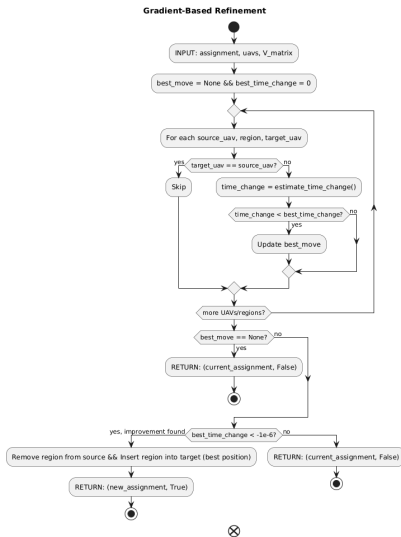 Gradient-Based Refinement
INPUT: assignment, uavs, V_matrix
best_move = None && best_time_change = 0
For each source_uav, region, target_uav
yes
target_uav == source_uav?
no
Skip
time_change = estimate_time_change()
time_change < best_time_change?
no
yes
Update best_move
more UAVs/regions?
best_move == None?
no
yes
RETURN: (current_assignment, False)
yes, improvement found
best_time_change < -1e-6?
no
Remove region from source && Insert region into target (best position)
RETURN: (current_assignment, False)
RETURN: (new_assignment, True)